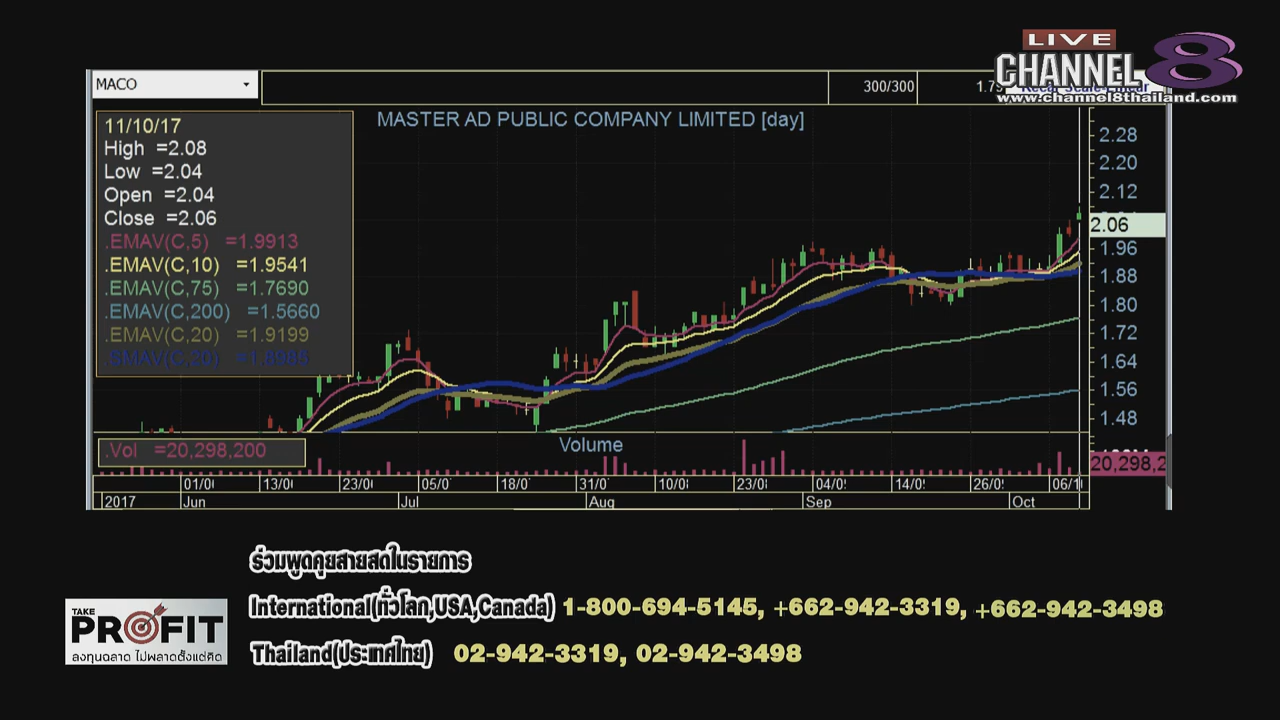 LIVE
CHANNEL 8
www.channel8thailand.com
MACO
300/300
MASTER AD PUBLIC COMPANY LIMITED [day]
11/10/17
High =2.08
Low =2.04
Open =2.04
Close =2.06
.EMAV(C,5) =1.9913
.EMAV(C,10) =1.9541
.EMAV(C,75) =1.7690
.EMAV(C,200) =1.5660
.EMAV(C,20) =1.9199
.SMAV(C,20) =1.8985
2.28
2.20
2.12
2.06
1.96
1.88
1.80
1.72
1.64
1.56
1.48
.Vol =20,298,200
Volume
20,298,2
01/0
13/0
23/0
05/0
18/0
31/0
10/0
23/0
04/0
14/0
26/0
06/1
2017
Jun
Jul
Aug
Sep
Oct
ร่วมพูดคุยสายสดในรายการ
International(ทั่วโลก,USA,Canada) 1-800-694-5145, +662-942-3319, +662-942-3498
Thailand(ประเทศไทย) 02-942-3319, 02-942-3498
TAKE
PROFIT
ลงทุนฉลาด ไม่พลาดตั้งแต่คิด